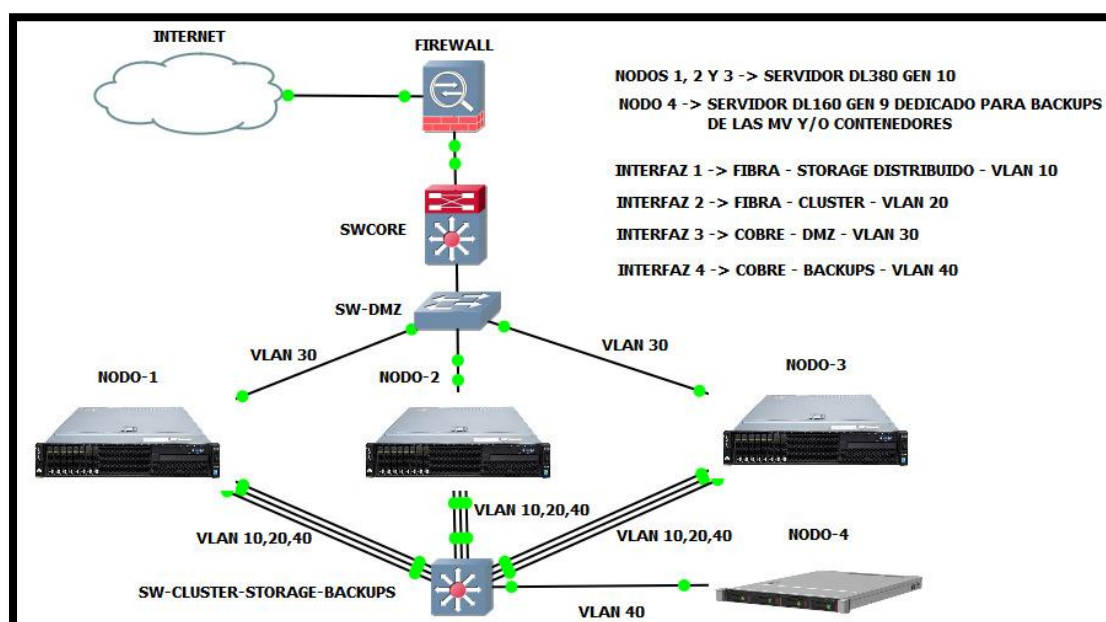 INTERNET
FIREWALL
NODOS 1, 2 Y 3 -> SERVIDOR DL380 GEN 10
NODO 4 -> SERVIDOR DL160 GEN 9 DEDICADO PARA BACKUPS
DE LAS MV Y/O CONTENEDORES
INTERFAZ 1 -> FIBRA - STORAGE DISTRIBUIDO - VLAN 10
INTERFAZ 2 -> FIBRA - CLUSTER - VLAN 20
SWCORE
INTERFAZ 3 -> COBRE - DMZ - VLAN 30
INTERFAZ 4 -> COBRE - BACKUPS - VLAN 40
SW-DMZ
VLAN 30
VLAN 30
NODO-1
NODO-2
NODO-3
VLAN 10,20,40
VLAN 10,20,40
VLAN 10,20,40
NODO-4
SW-CLUSTER-STORAGE-BACKUPS
VLAN 40